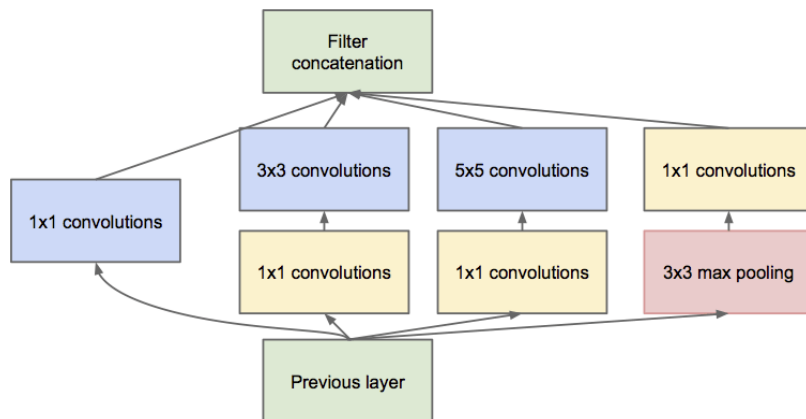 Filter
concatenation
3x3 convolutions
5x5 convolutions
1x1 convolutions
1x1 convolutions
1x1 convolutions
1x1 convolutions
3x3 max pooling
Previous layer